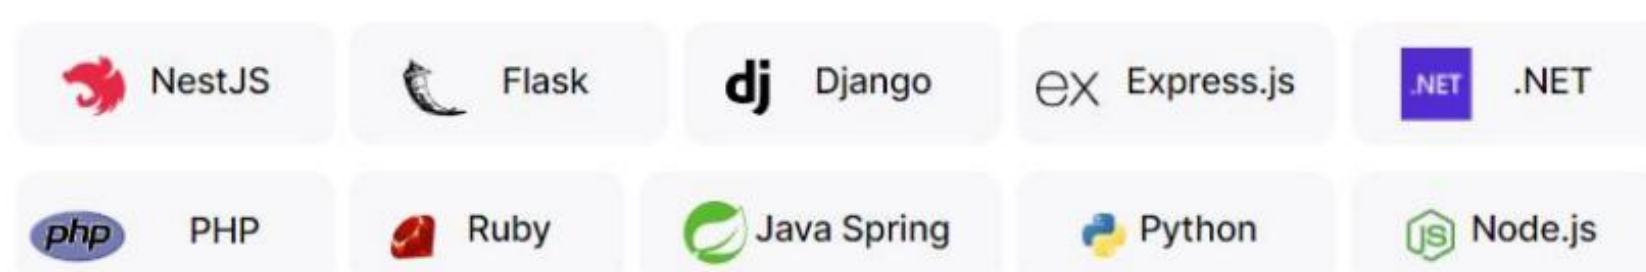 NestJS Flask dj Django ex Express.js .NET .NET
php PHP Ruby Java Spring Python JS Node.js